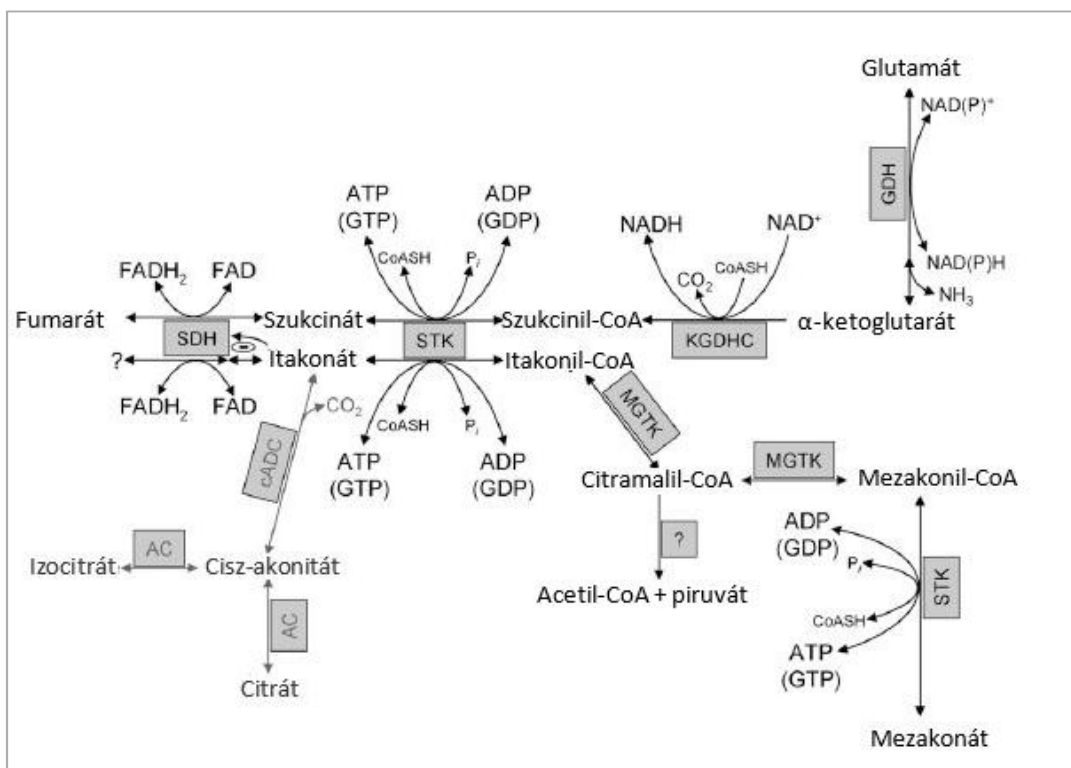 Glutamát
NAD(P)⁺
GDH
NAD(P)H
NH₃
ATP
(GTP)
ADP
(GDP)
CoASH
Pᵢ
NADH
NAD⁺
CO₂
CoASH
FADH₂
FAD
Fumarát
SDH
Szukcinát
STK
Szukcinil-CoA
KGDHC
α-ketoglutarát
?
Itakonát
Itakonil-CoA
FADH₂
FAD
CO₂
CoASH
Pᵢ
ATP
(GTP)
ADP
(GDP)
cADC
MGTK
Citramalil-CoA
MGTK
Mezakonil-CoA
?
Acetil-CoA + piruvát
AC
Izocitrát
Cisz-akonitát
AC
Citrát
ADP
(GDP)
Pᵢ
CoASH
ATP
(GTP)
STK
Mezakonát